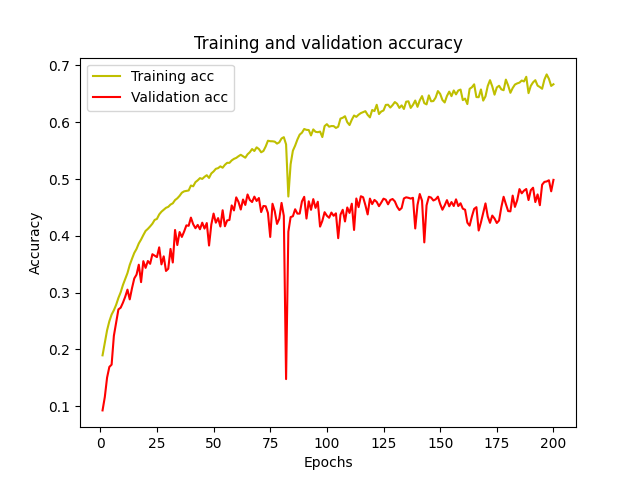 Training and validation accuracy
Training acc
Validation acc
Accuracy
0.7
0.6
0.5
0.4
0.3
0.2
0.1
0 25 50 75 100 125 150 175 200
Epochs